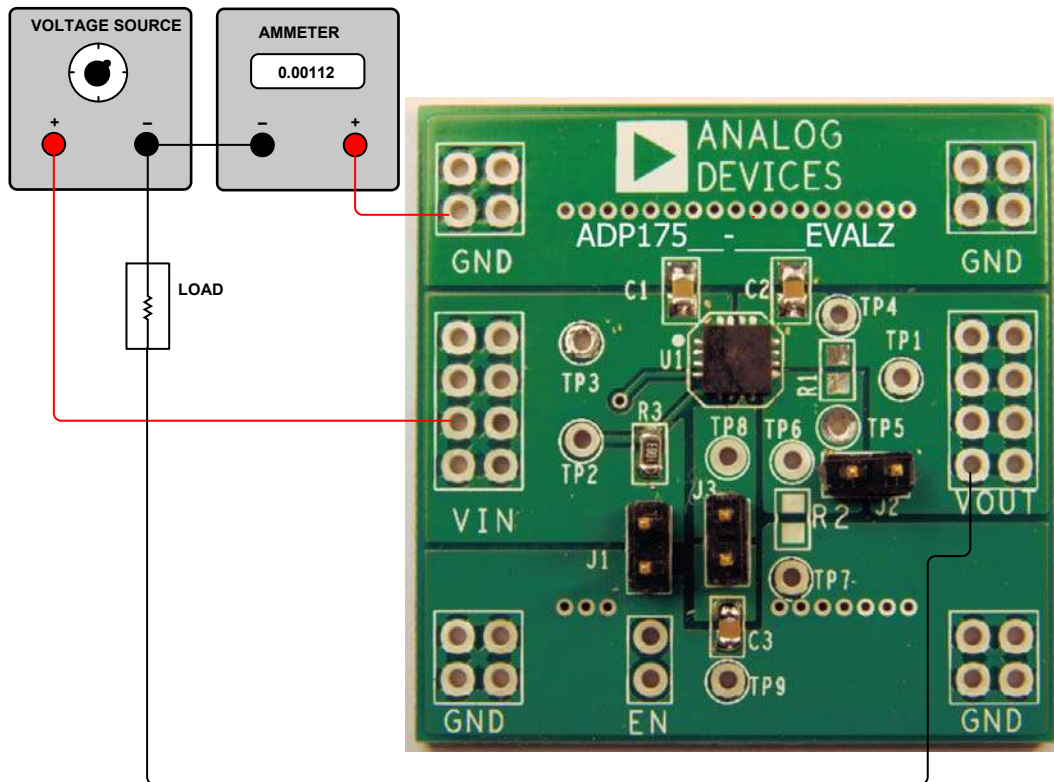 VOLTAGE SOURCE
+
–
AMMETER
0.00112
–
+
LOAD
ANALOG
DEVICES
ADP175__-____EVALZ
GND
GND
C1
C2
TP4
TP1
U1
R1
TP3
R3
TP8
TP6
TP5
TP2
J3
J2
VIN
VOUT
R2
J1
TP7
C3
TP9
GND
EN
GND